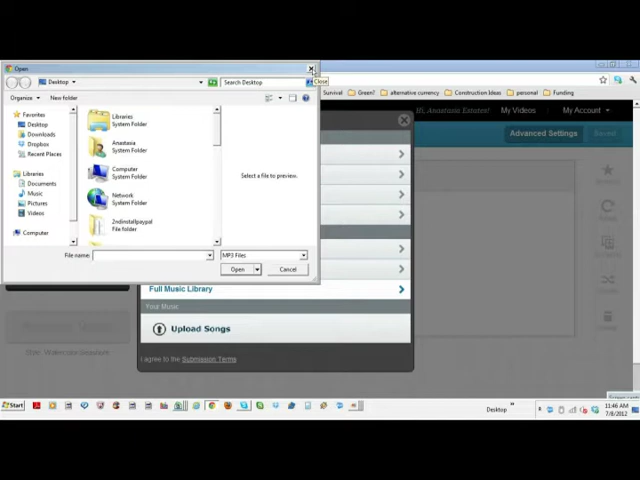 Open
Desktop
Search Desktop
Close
Organize
New folder
Favorites
Desktop
Downloads
Dropbox
Recent Places
Libraries
Documents
Music
Pictures
Videos
Computer
Libraries
System Folder
Anastasia
System Folder
Computer
System Folder
Network
System Folder
2ndinstallpaypal
File folder
Select a file to preview.
File name:
MP3 Files
Open
Cancel
Survival
Green!
alternative currency
Construction Ideas
personal
Funding
Hi, Anastasia Estates!
My Videos
My Account
Advanced Settings
Full Music Library
Your Music
Upload Songs
I agree to the Submission Terms
Start
Desktop
11:46 AM
7/8/2012